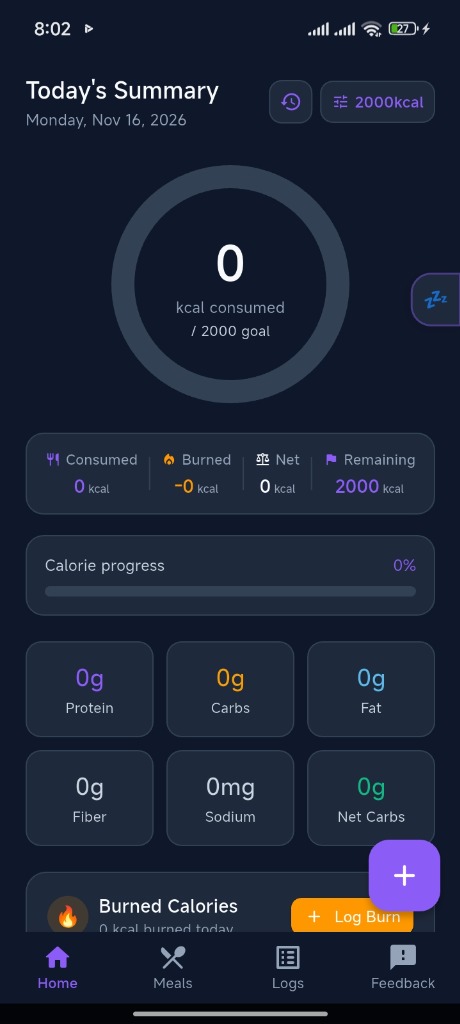 8:02
27
Today's Summary
2000kcal
Monday, Nov 16, 2026
0
kcal consumed
/ 2000 goal
zzz
Consumed Burned Net Remaining
0 kcal -0 kcal 0 kcal 2000 kcal
Calorie progress 0%
0g 0g 0g
Protein Carbs Fat
0g 0mg 0g
Fiber Sodium Net Carbs
+
Burned Calories
+ Log Burn
0 kcal burned today
Home Meals Logs Feedback